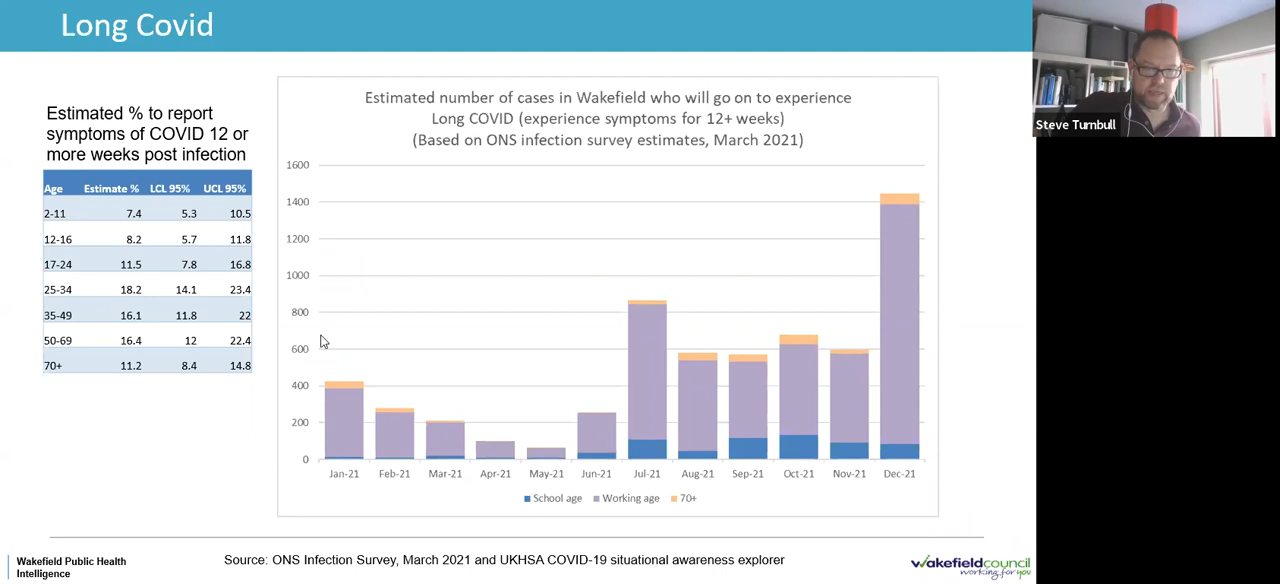 Long Covid
Estimated % to report
symptoms of COVID 12 or
more weeks post infection
Age Estimate % LCL 95% UCL 95%
2-11 7.4 5.3 10.5
12-16 8.2 5.7 11.8
17-24 11.5 7.8 16.8
25-34 18.2 14.1 23.4
35-49 16.1 11.8 22
50-69 16.4 12 22.4
70+ 11.2 8.4 14.8
Estimated number of cases in Wakefield who will go on to experience
Long COVID (experience symptoms for 12+ weeks)
(Based on ONS infection survey estimates, March 2021)
1600
1400
1200
1000
800
600
400
200
0
Jan-21 Feb-21 Mar-21 Apr-21 May-21 Jun-21 Jul-21 Aug-21 Sep-21 Oct-21 Nov-21 Dec-21
School age Working age 70+
Steve Turnbull
Wakefield Public Health
Intelligence
Source: ONS Infection Survey, March 2021 and UKHSA COVID-19 situational awareness explorer
wakefieldcouncil
working for you